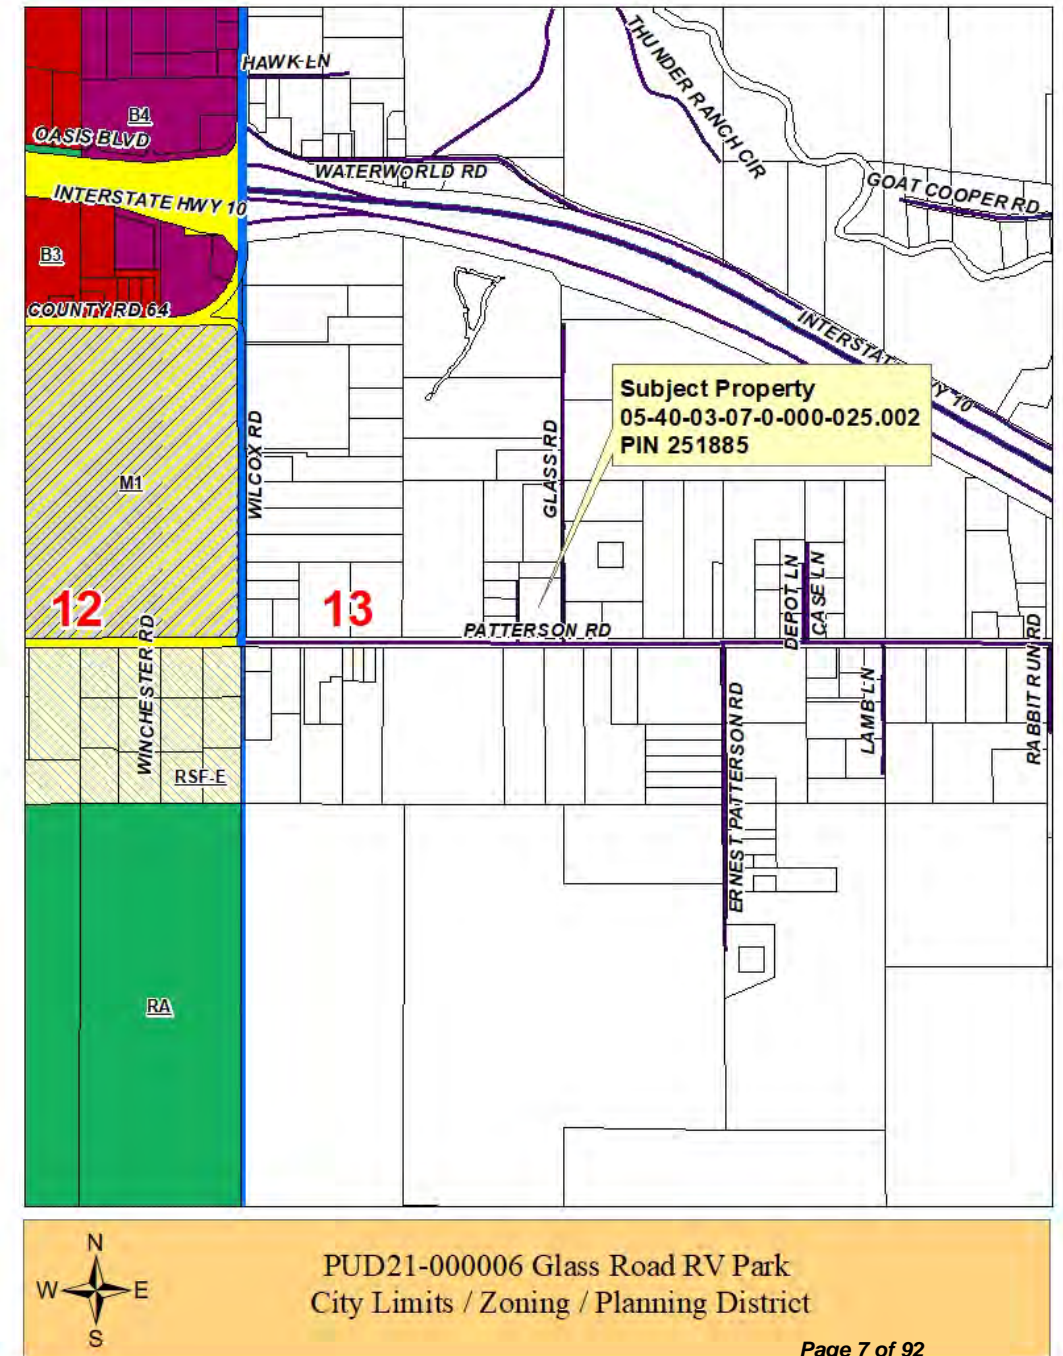 HAWK LN
THUNDER RANCH CIR
B4
OASIS BLVD
WATERWORLD RD
GOAT COOPER RD
INTERSTATE HWY 10
B3
COUNTY RD 64
INTERSTAT
Y 10
Subject Property
05-40-03-07-0-000-025.002
PIN 251885
WILCOX RD
GLASS RD
M1
DEPOT LN
CASE LN
12
13
PATTERSON RD
WINCHESTER RD
RABBIT RUN RD
LAMB LN
ERNEST PATTERSON RD
RSF-E
RA
N
W E
S
PUD21-000006 Glass Road RV Park
City Limits / Zoning / Planning District
Page 7 of 92